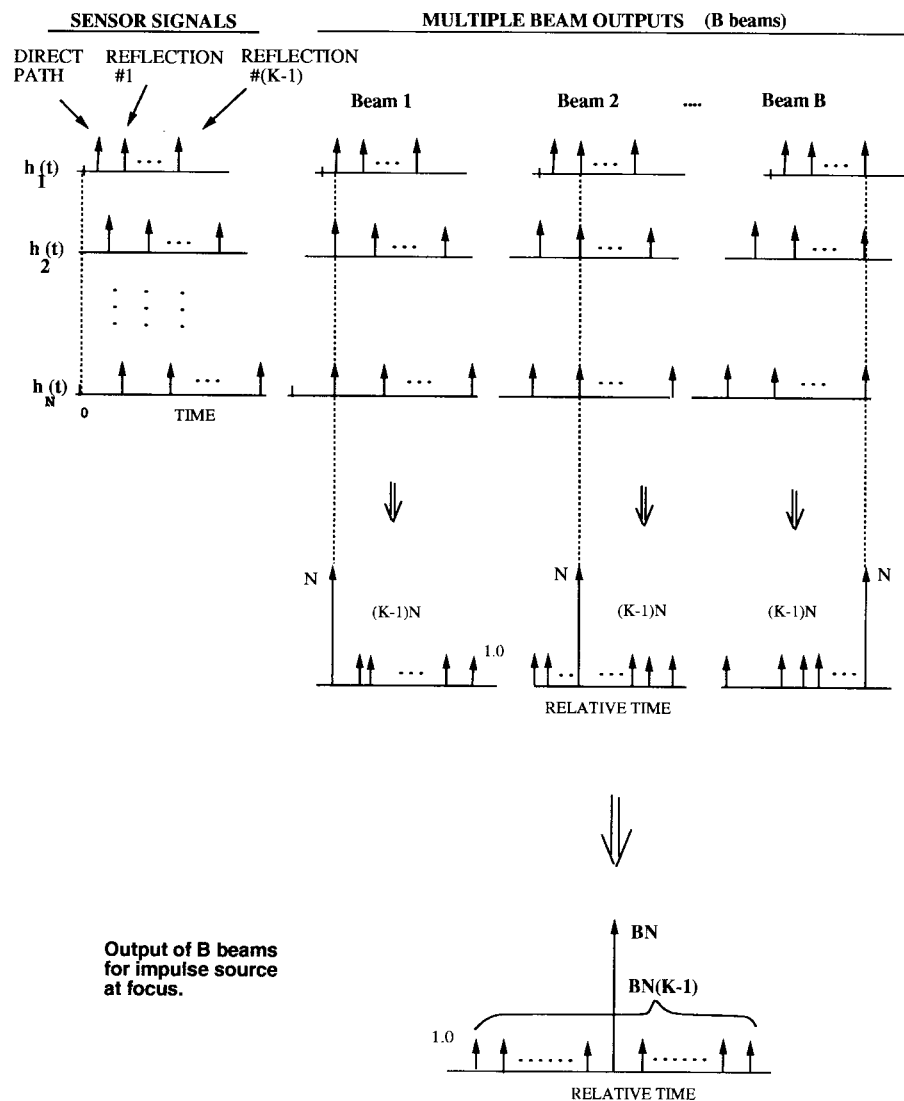 SENSOR SIGNALS
MULTIPLE BEAM OUTPUTS (B beams)
DIRECT PATH
REFLECTION #1
REFLECTION #(K-1)
Beam 1
Beam 2
....
Beam B
h1(t)
h2(t)
hN(t)
0
TIME
N
(K-1)N
1.0
N
(K-1)N
RELATIVE TIME
(K-1)N
N
Output of B beams
for impulse source
at focus.
BN
BN(K-1)
1.0
RELATIVE TIME